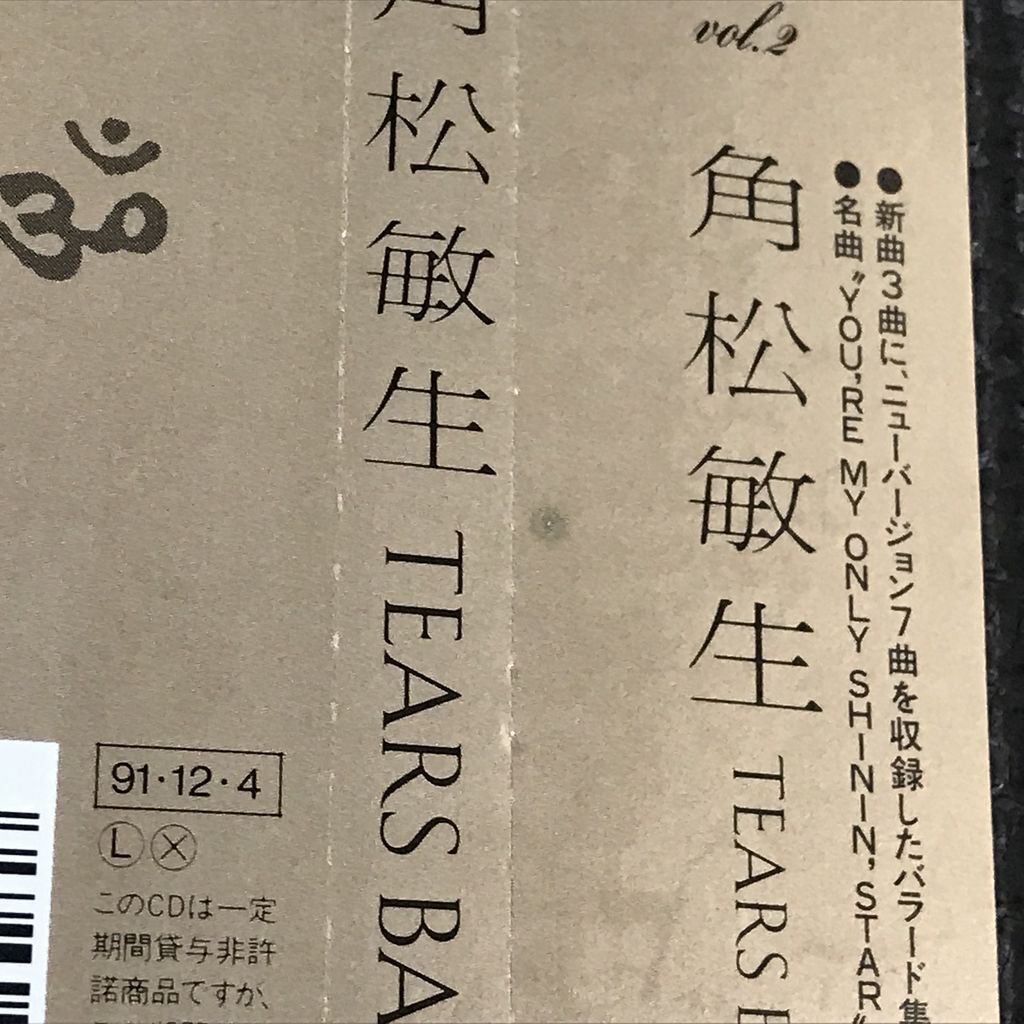 vol.2
●新曲3曲に、ニューバージョン7曲を収録したバラード集
●名曲“YOU'RE MY ONLY SHININ' STAR”
角松敏生 TEARS
角松敏生 TEARS BA
91・12・4
Ⓛ Ⓧ
このCDは一定
期間貸与非許
諾商品ですが、